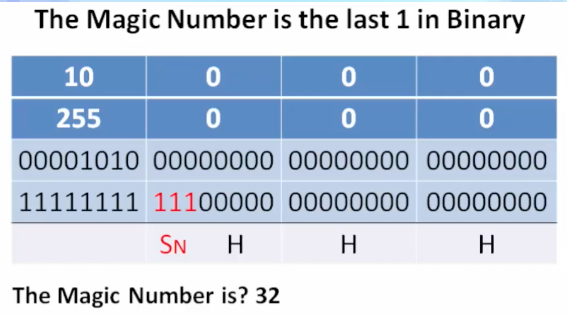 The Magic Number is the last 1 in Binary
10 0 0 0
255 0 0 0
00001010 00000000 00000000 00000000
11111111 11100000 00000000 00000000
SN H H H
The Magic Number is? 32